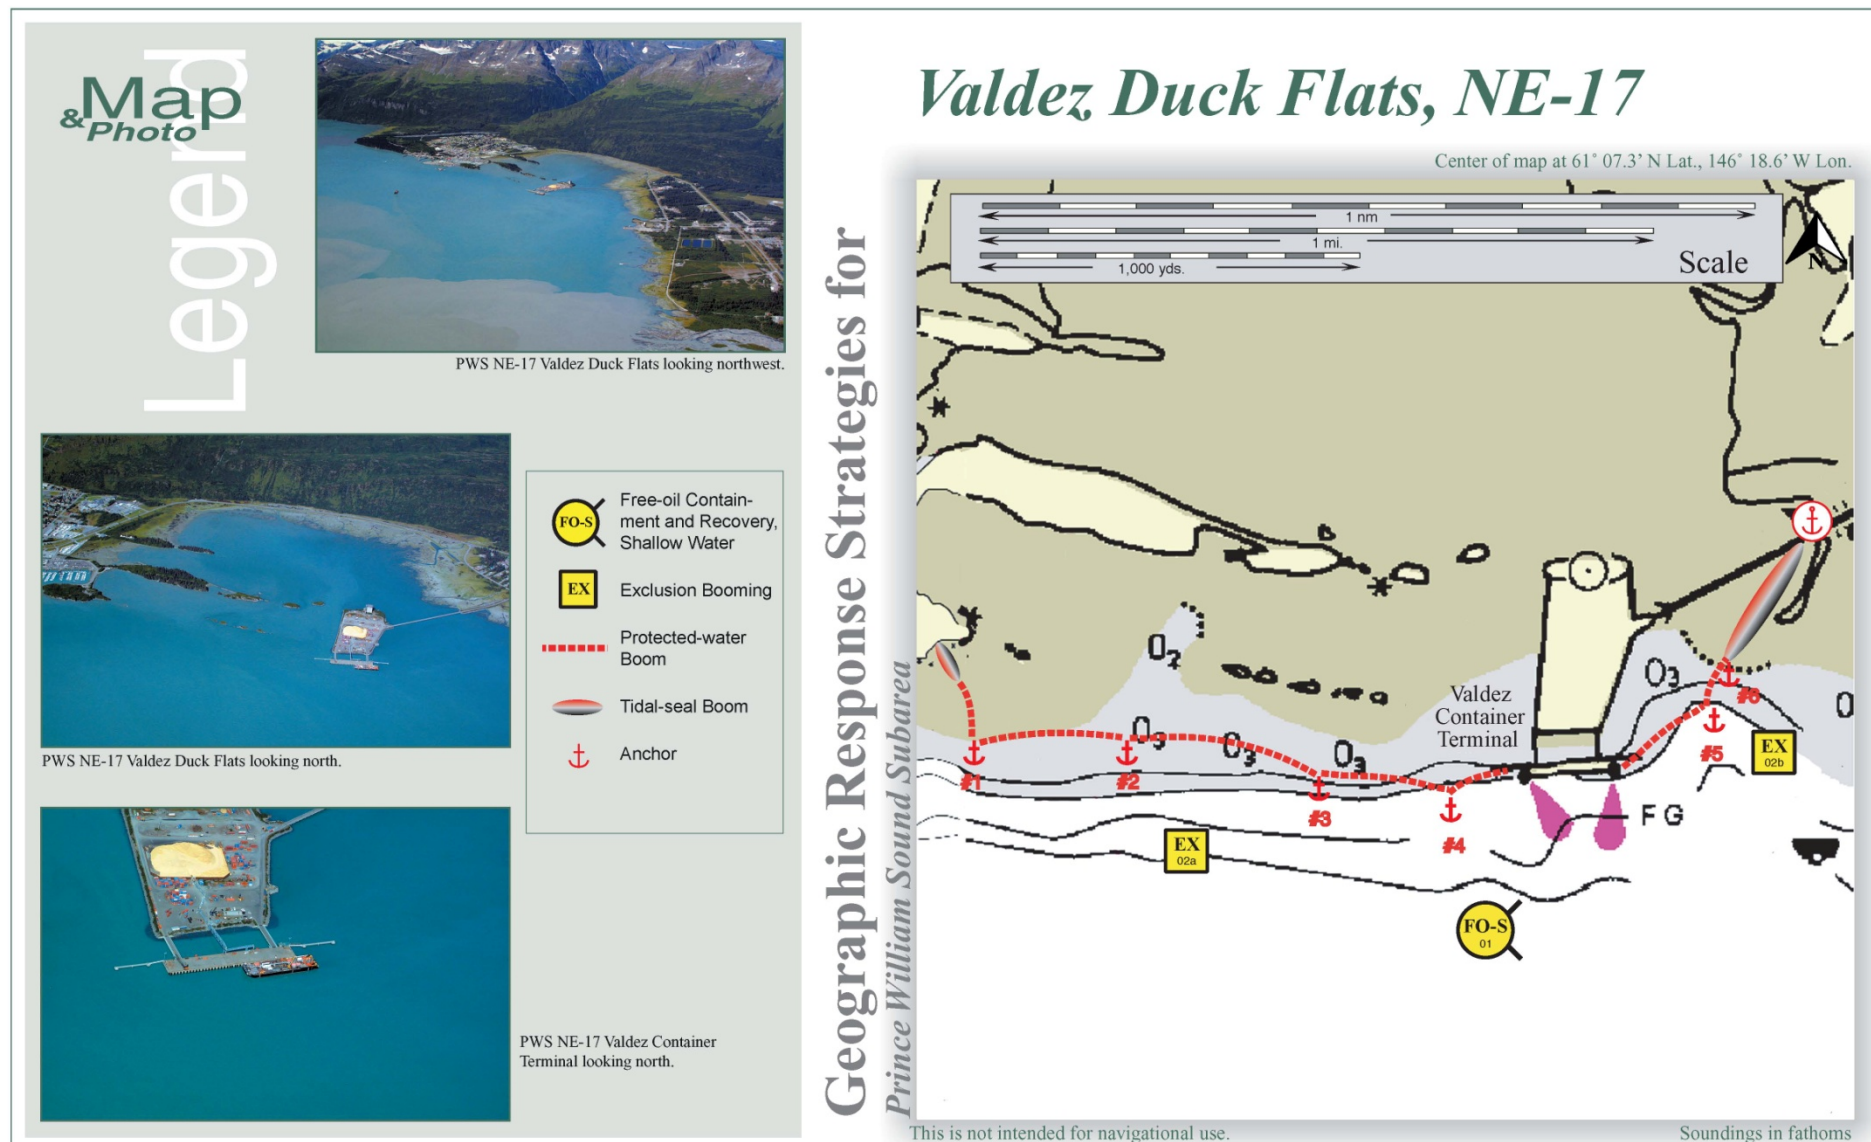 Legend
Map
&Photo
PWS NE-17 Valdez Duck Flats looking northwest.
PWS NE-17 Valdez Duck Flats looking north.
PWS NE-17 Valdez Container
Terminal looking north.
FO-S
Free-oil Contain-
ment and Recovery,
Shallow Water
EX
Exclusion Booming
Protected-water
Boom
Tidal-seal Boom
Anchor
Geographic Response Strategies for
Prince William Sound Subarea
Valdez Duck Flats, NE-17
Center of map at 61° 07.3’ N Lat., 146° 18.6’ W Lon.
1 nm
1 mi.
1,000 yds.
Scale
N
O2
O3
O3
O3
O3
O
Valdez
Container
Terminal
#1
#2
#3
#4
#5
#6
EX
02b
EX
02a
F G
FO-S
01
This is not intended for navigational use.
Soundings in fathoms